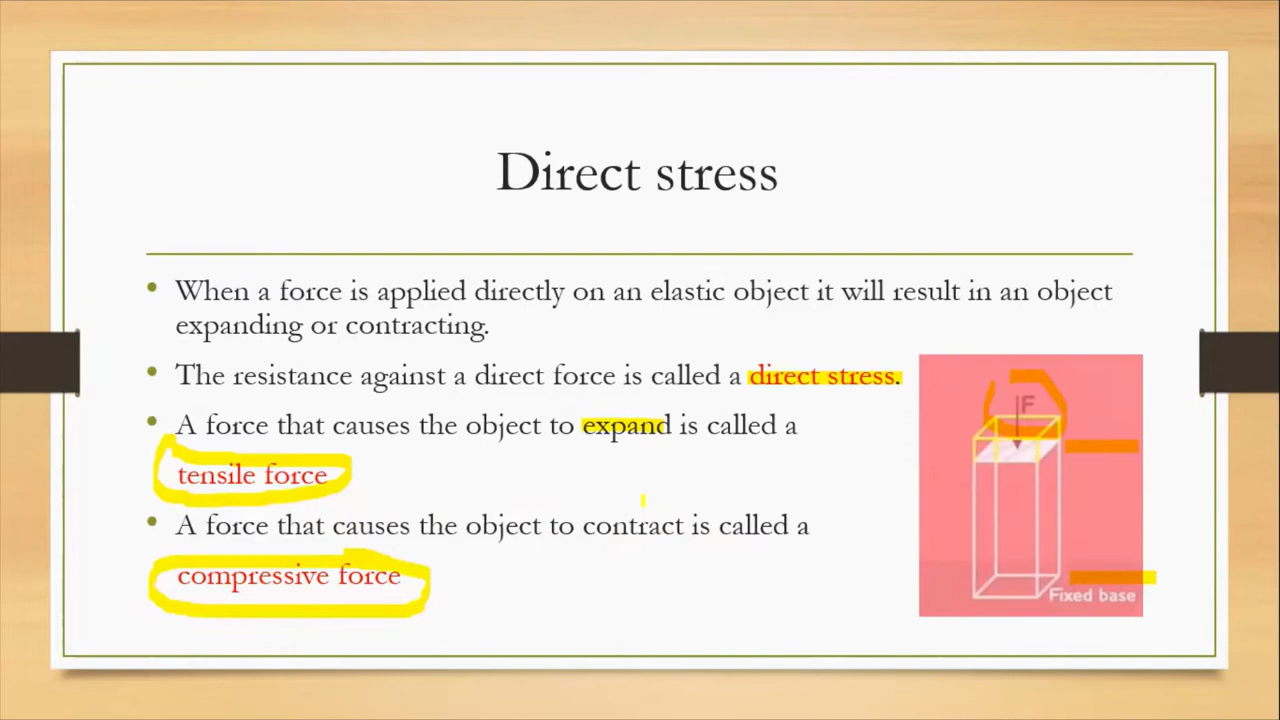 Direct stress
When a force is applied directly on an elastic object it will result in an object
expanding or contracting.
The resistance against a direct force is called a direct stress.
A force that causes the object to expand is called a
tensile force
A force that causes the object to contract is called a
compressive force
F
Fixed base